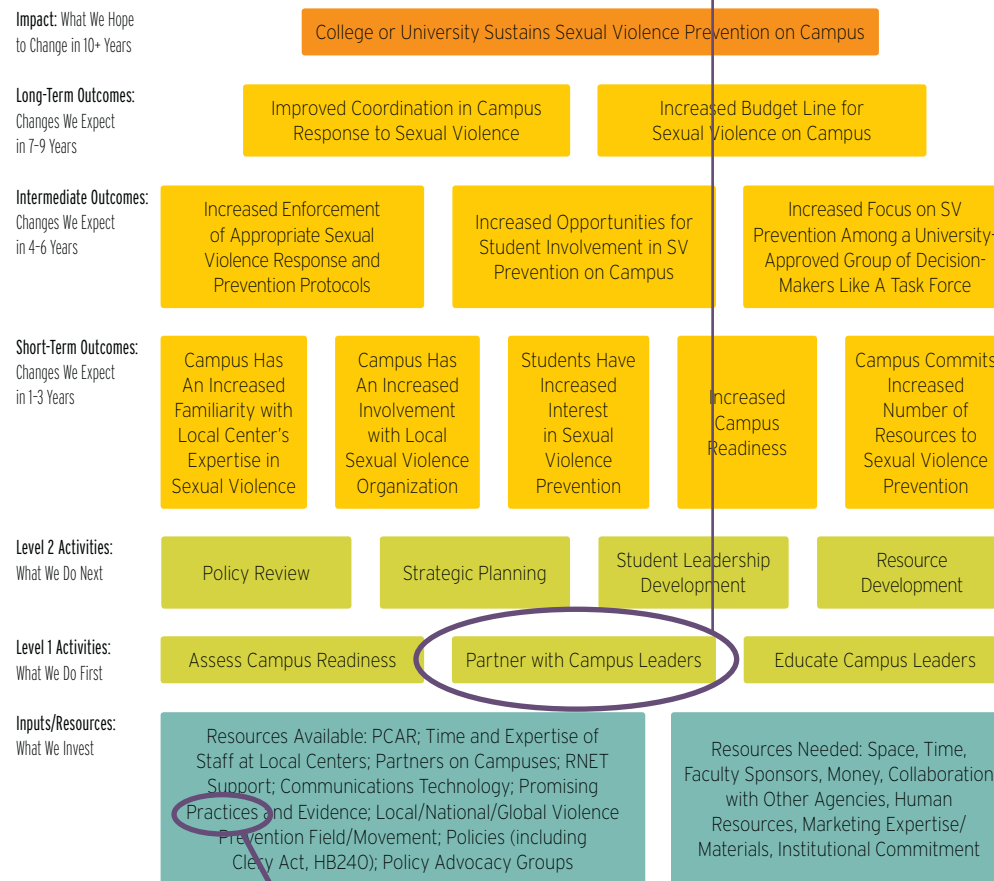 Impact: What We Hope
to Change in 10+ Years
College or University Sustains Sexual Violence Prevention on Campus
Long-Term Outcomes:
Changes We Expect
in 7-9 Years
Improved Coordination in Campus
Response to Sexual Violence
Increased Budget Line for
Sexual Violence on Campus
Intermediate Outcomes:
Changes We Expect
in 4-6 Years
Increased Enforcement
of Appropriate Sexual
Violence Response and
Prevention Protocols
Increased Opportunities for
Student Involvement in SV
Prevention on Campus
Increased Focus on SV
Prevention Among a University-
Approved Group of Decision-
Makers Like A Task Force
Short-Term Outcomes:
Changes We Expect
in 1-3 Years
Campus Has
An Increased
Familiarity with
Local Center's
Expertise in
Sexual Violence
Campus Has
An Increased
Involvement
with Local
Sexual Violence
Organization
Students Have
Increased
Interest
in Sexual
Violence
Prevention
Increased
Campus
Readiness
Campus Commits
Increased
Number of
Resources to
Sexual Violence
Prevention
Level 2 Activities:
What We Do Next
Policy Review
Strategic Planning
Student Leadership
Development
Resource
Development
Level 1 Activities:
What We Do First
Assess Campus Readiness
Partner with Campus Leaders
Educate Campus Leaders
Inputs/Resources:
What We Invest
Resources Available: PCAR; Time and Expertise of
Staff at Local Centers; Partners on Campuses; RNET
Support; Communications Technology; Promising
Practices and Evidence; Local/National/Global Violence
Prevention Field/Movement; Policies (including
Clery Act, HB240); Policy Advocacy Groups
Resources Needed: Space, Time,
Faculty Sponsors, Money, Collaboration
with Other Agencies, Human
Resources, Marketing Expertise/
Materials, Institutional Commitment